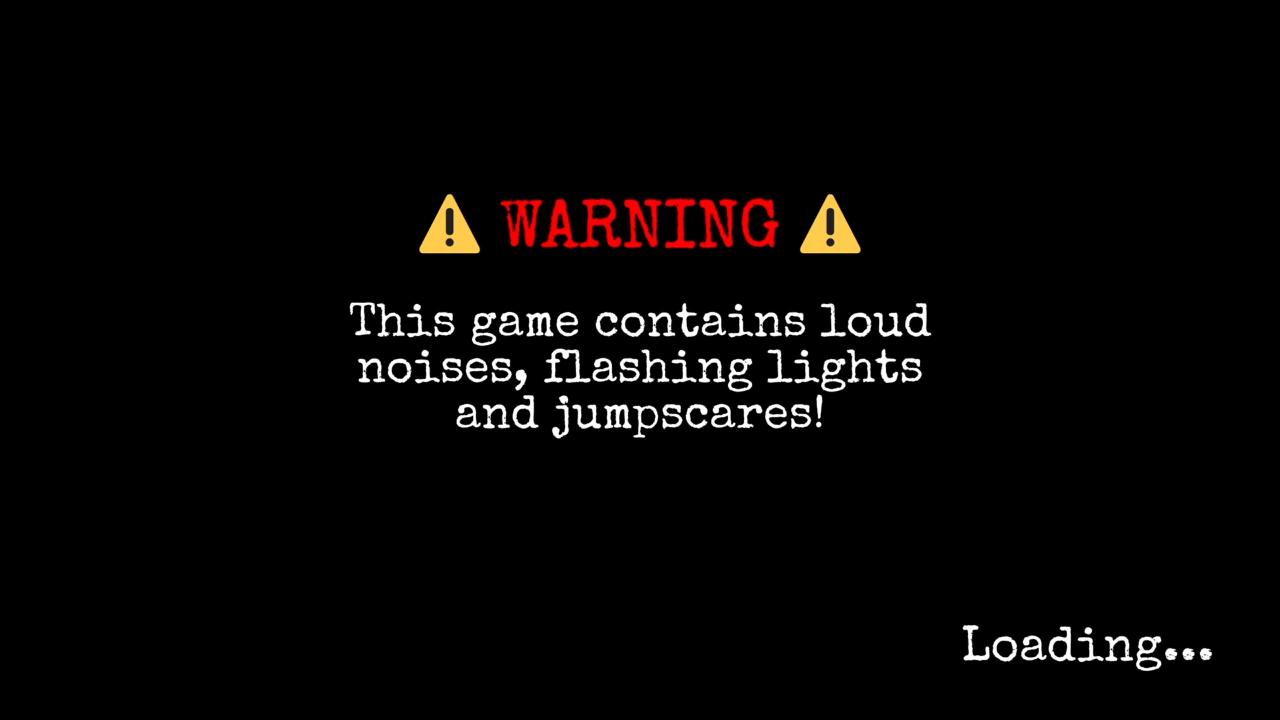 ⚠️ WARNING ⚠️
This game contains loud
noises, flashing lights
and jumpscares!
Loading...